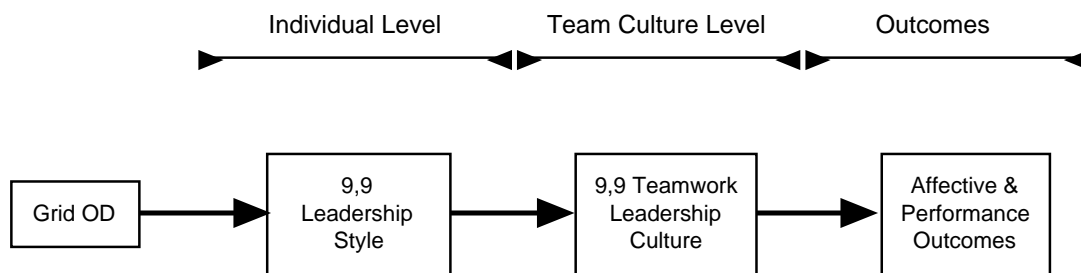 Individual Level
Team Culture Level
Outcomes
Grid OD
9,9
Leadership
Style
9,9 Teamwork
Leadership
Culture
Affective &
Performance
Outcomes